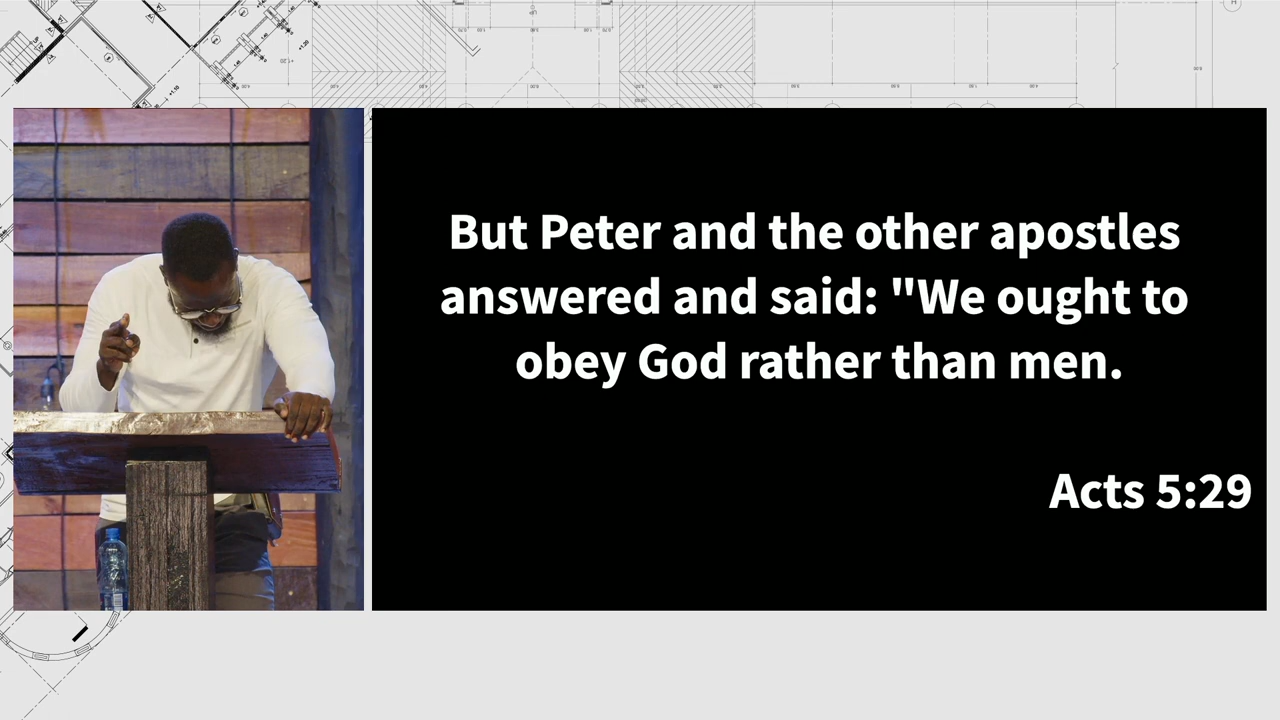 But Peter and the other apostles
answered and said: "We ought to
obey God rather than men.
Acts 5:29